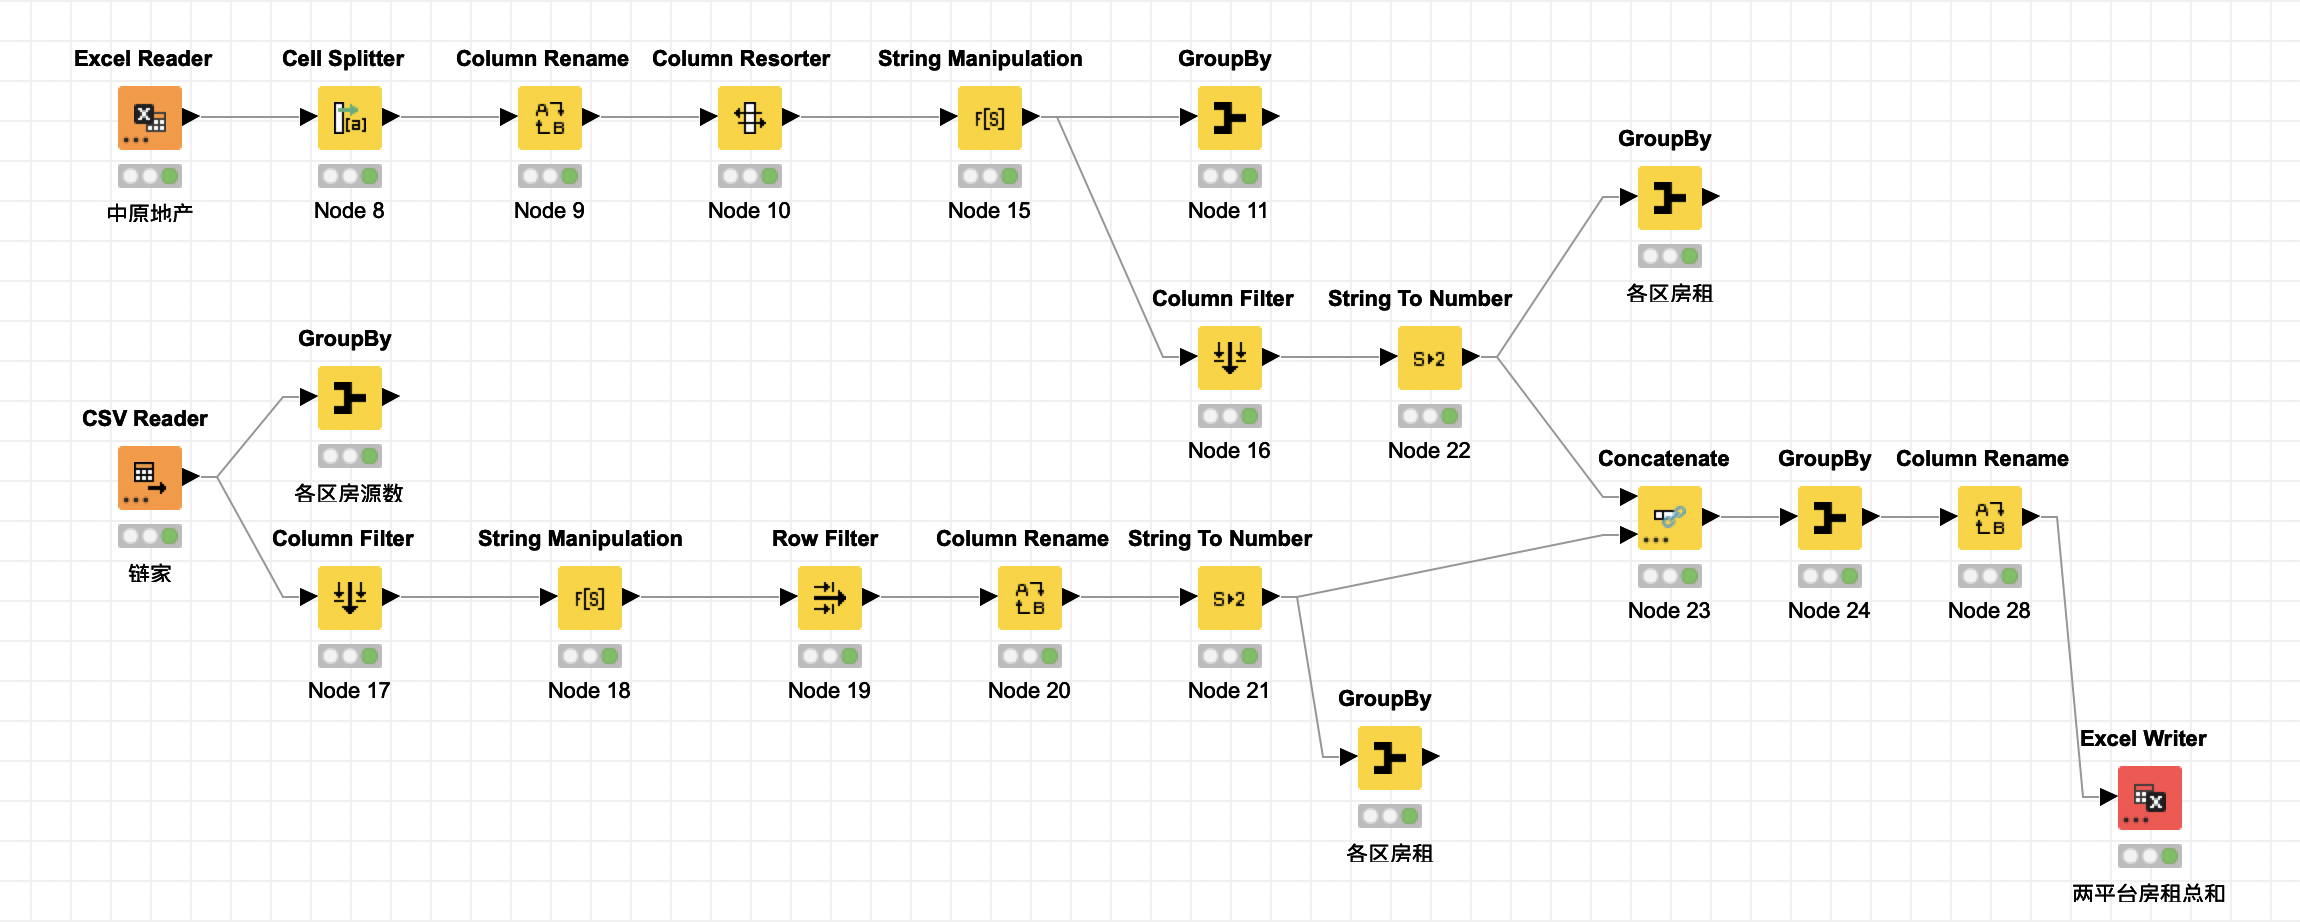 Excel Reader
Cell Splitter
Column Rename
Column Resorter
String Manipulation
GroupBy
中原地产
Node 8
Node 9
Node 10
Node 15
Node 11
GroupBy
各区房租
Column Filter
String To Number
Node 16
Node 22
GroupBy
各区房源数
CSV Reader
链家
Concatenate
GroupBy
Column Rename
Node 23
Node 24
Node 28
Column Filter
String Manipulation
Row Filter
Column Rename
String To Number
Node 17
Node 18
Node 19
Node 20
Node 21
GroupBy
各区房租
Excel Writer
两平台房租总和